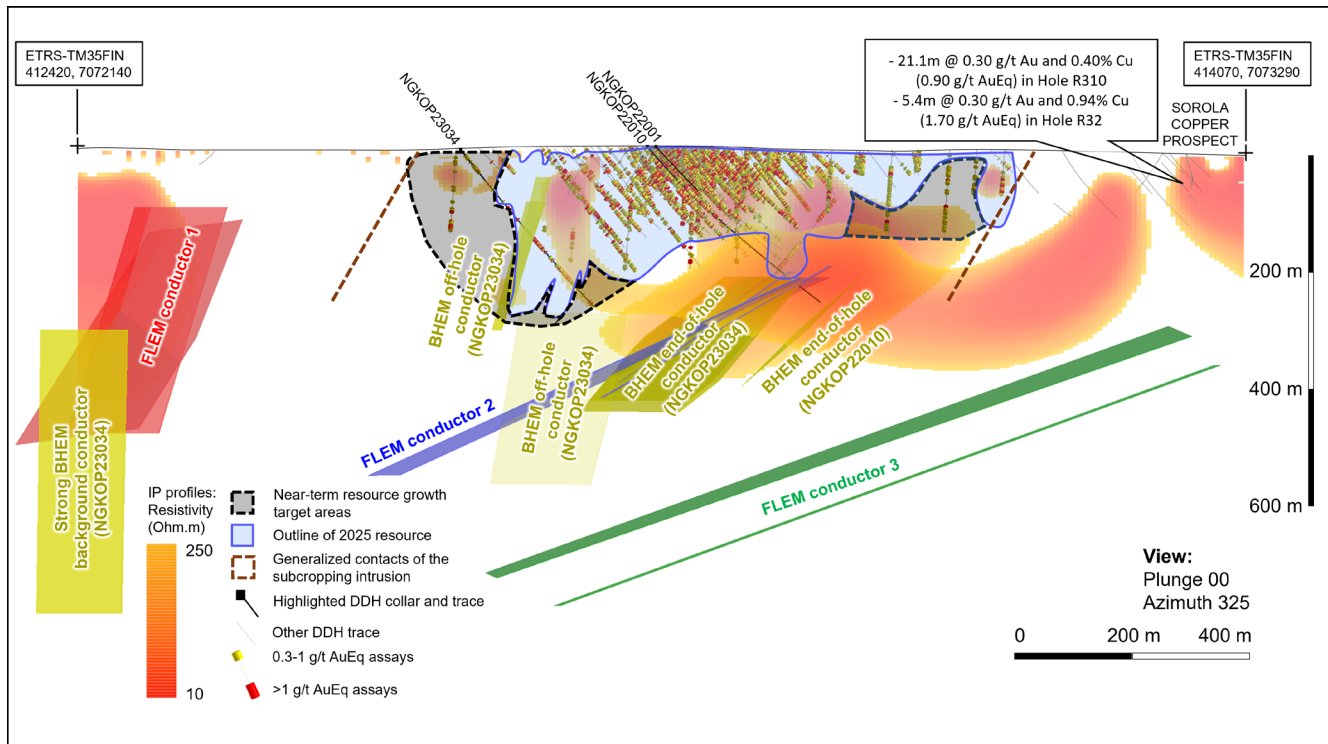 ETRS-TM35FIN
412420, 7072140
NGKOP23034
NGKOP22001
NGKOP22010
- 21.1m @ 0.30 g/t Au and 0.40% Cu
(0.90 g/t AuEq) in Hole R310
- 5.4m @ 0.30 g/t Au and 0.94% Cu
(1.70 g/t AuEq) in Hole R32
ETRS-TM35FIN
414070, 7073290
SOROLA
COPPER
PROSPECT
200 m
400 m
600 m
FLEM conductor 1
Strong BHEM
background conductor
(NGKOP23034)
BHEM off-hole
conductor
(NGKOP23034)
FLEM conductor 2
BHEM off-hole
conductor
(NGKOP23034)
BHEM end-of-hole
conductor
(NGKOP23034)
BHEM end-of-hole
conductor
(NGKOP22010)
FLEM conductor 3
IP profiles:
Resistivity
(Ohm.m)
250
10
Near-term resource growth
target areas
Outline of 2025 resource
Generalized contacts of the
subcropping intrusion
Highlighted DDH collar and trace
Other DDH trace
0.3-1 g/t AuEq assays
>1 g/t AuEq assays
View:
Plunge 00
Azimuth 325
0 200 m 400 m